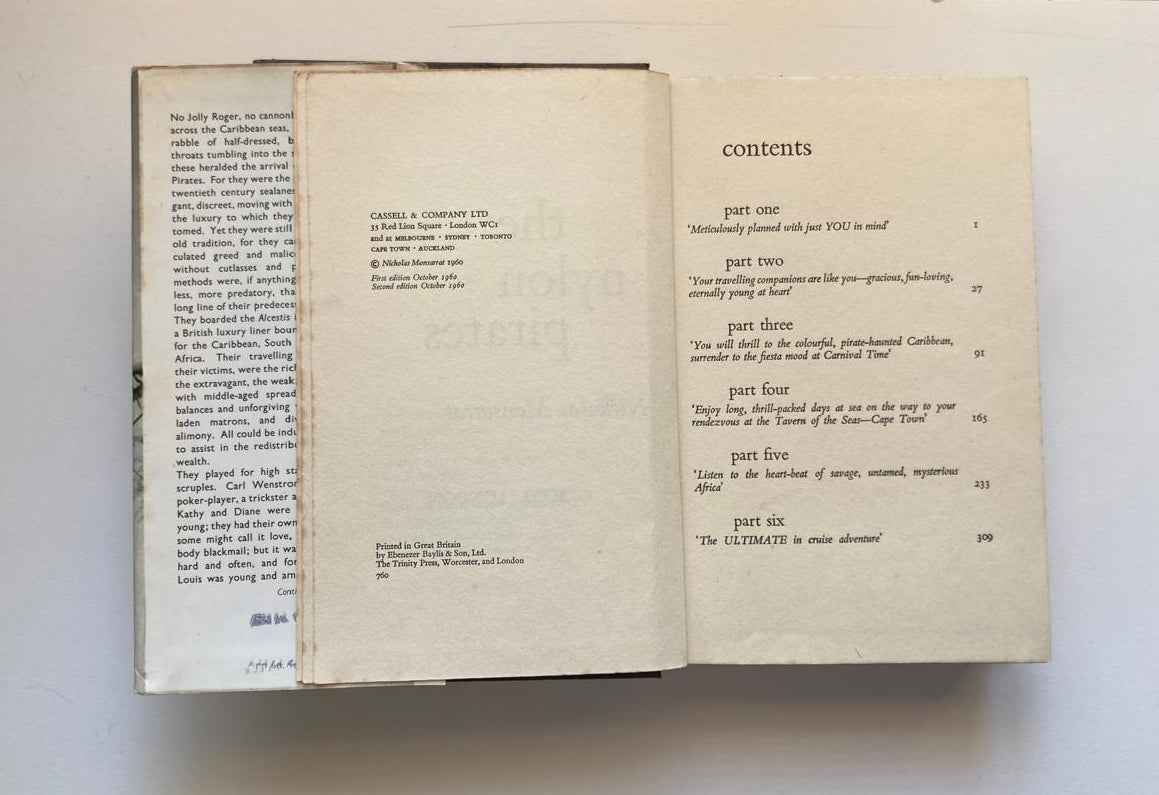 No Jolly Roger, no cannon
across the Caribbean seas,
rabble of half-dressed, b
throats tumbling into the
these heralded the arrival
Pirates. For they were the
twentieth century sealane
gant, discreet, moving with
the luxury to which they
tomed. Yet they were still
old tradition, for they ca
culated greed and malic
without cutlasses and p
methods were, if anything
less, more predatory, tha
long line of their predeces
They boarded the Alcestis
a British luxury liner boun
for the Caribbean, South
Africa. Their travelling
their victims, were the rich
the extravagant, the weak
with middle-aged spread
balances and unforgiving
laden matrons, and di
alimony. All could be indu
to assist in the redistrib
wealth.
They played for high st
scruples. Carl Wenstro
poker-player, a trickster a
Kathy and Diane were
young; they had their own
some might call it love,
body blackmail; but it wa
hard and often, and for
Louis was young and am
Conti
CASSELL & COMPANY LTD
35 Red Lion Square · London WC1
and at MELBOURNE · SYDNEY · TORONTO
CAPE TOWN · AUCKLAND
© Nicholas Monsarrat 1960
First edition October 1960
Second edition October 1960
Printed in Great Britain
by Ebenezer Baylis & Son, Ltd.
The Trinity Press, Worcester, and London
760
contents
part one
'Meticulously planned with just YOU in mind' 1
part two
'Your travelling companions are like you—gracious, fun-loving,
eternally young at heart' 27
part three
'You will thrill to the colourful, pirate-haunted Caribbean,
surrender to the fiesta mood at Carnival Time' 91
part four
'Enjoy long, thrill-packed days at sea on the way to your
rendezvous at the Tavern of the Seas—Cape Town' 165
part five
'Listen to the heart-beat of savage, untamed, mysterious
Africa' 233
part six
'The ULTIMATE in cruise adventure' 309